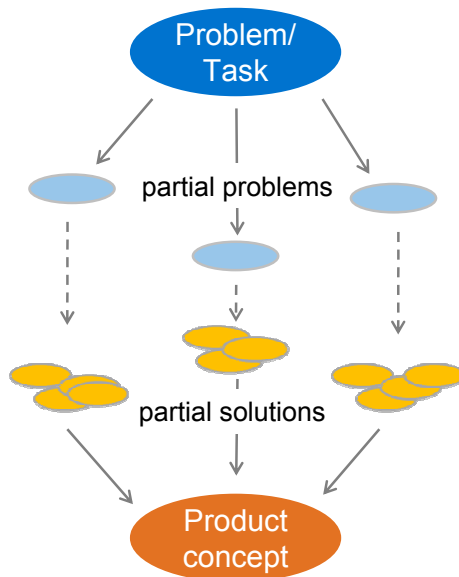 Problem/
Task
partial problems
partial solutions
Product
concept